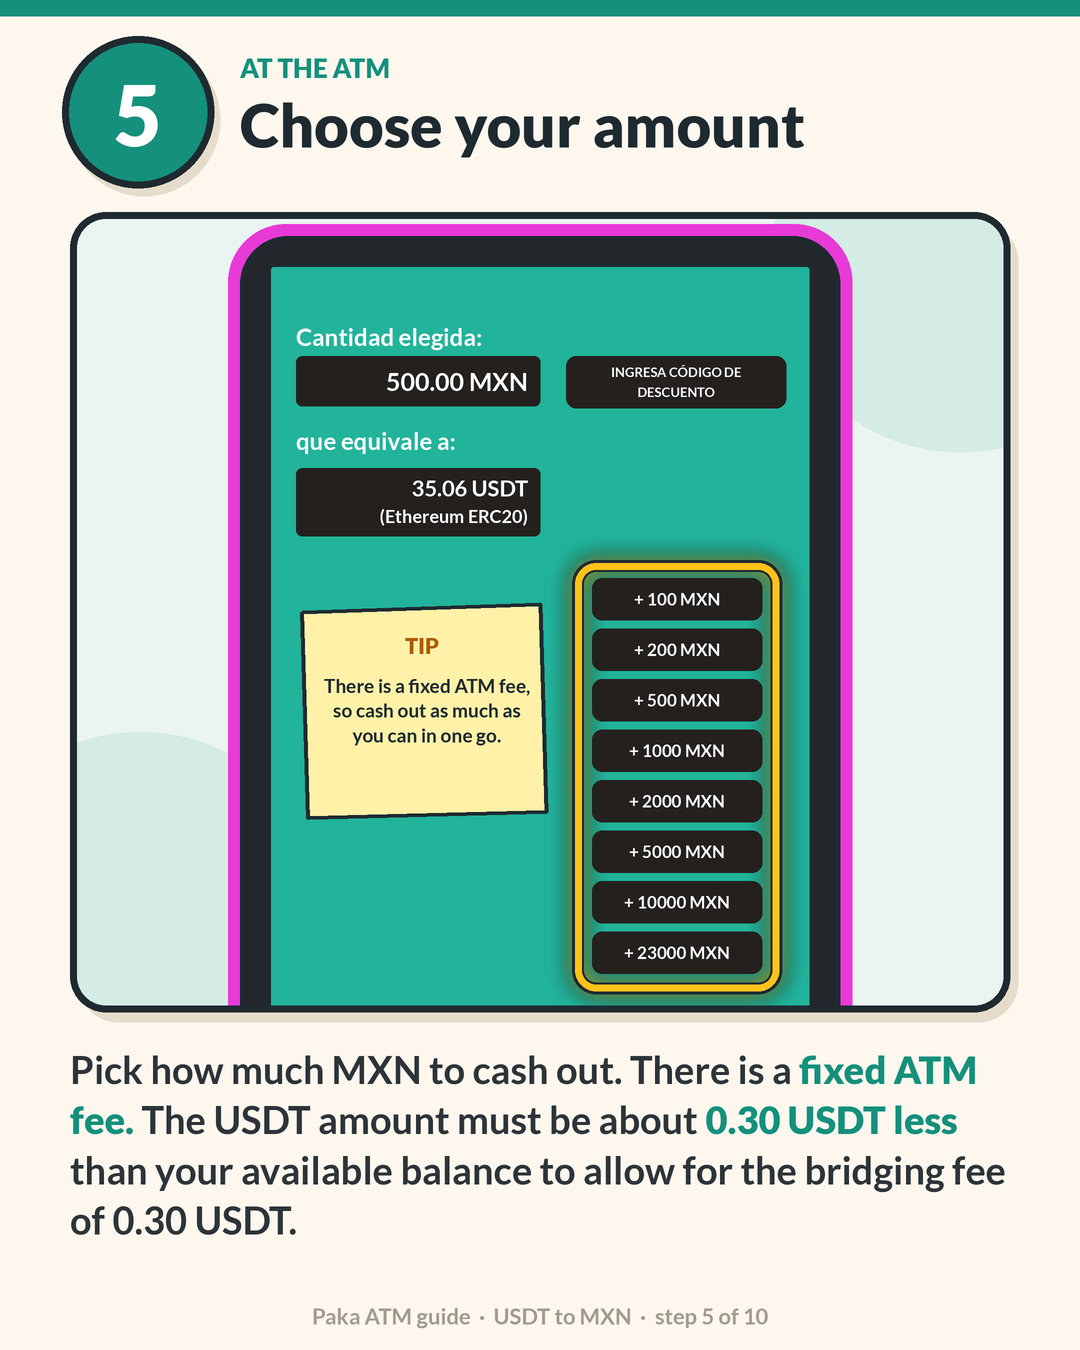 5
AT THE ATM
Choose your amount
Cantidad elegida:
500.00 MXN
INGRESA CÓDIGO DE
DESCUENTO
que equivale a:
35.06 USDT
(Ethereum ERC20)
TIP
There is a fixed ATM fee,
so cash out as much as
you can in one go.
+ 100 MXN
+ 200 MXN
+ 500 MXN
+ 1000 MXN
+ 2000 MXN
+ 5000 MXN
+ 10000 MXN
+ 23000 MXN
Pick how much MXN to cash out. There is a fixed ATM
fee. The USDT amount must be about 0.30 USDT less
than your available balance to allow for the bridging fee
of 0.30 USDT.
Paka ATM guide · USDT to MXN · step 5 of 10